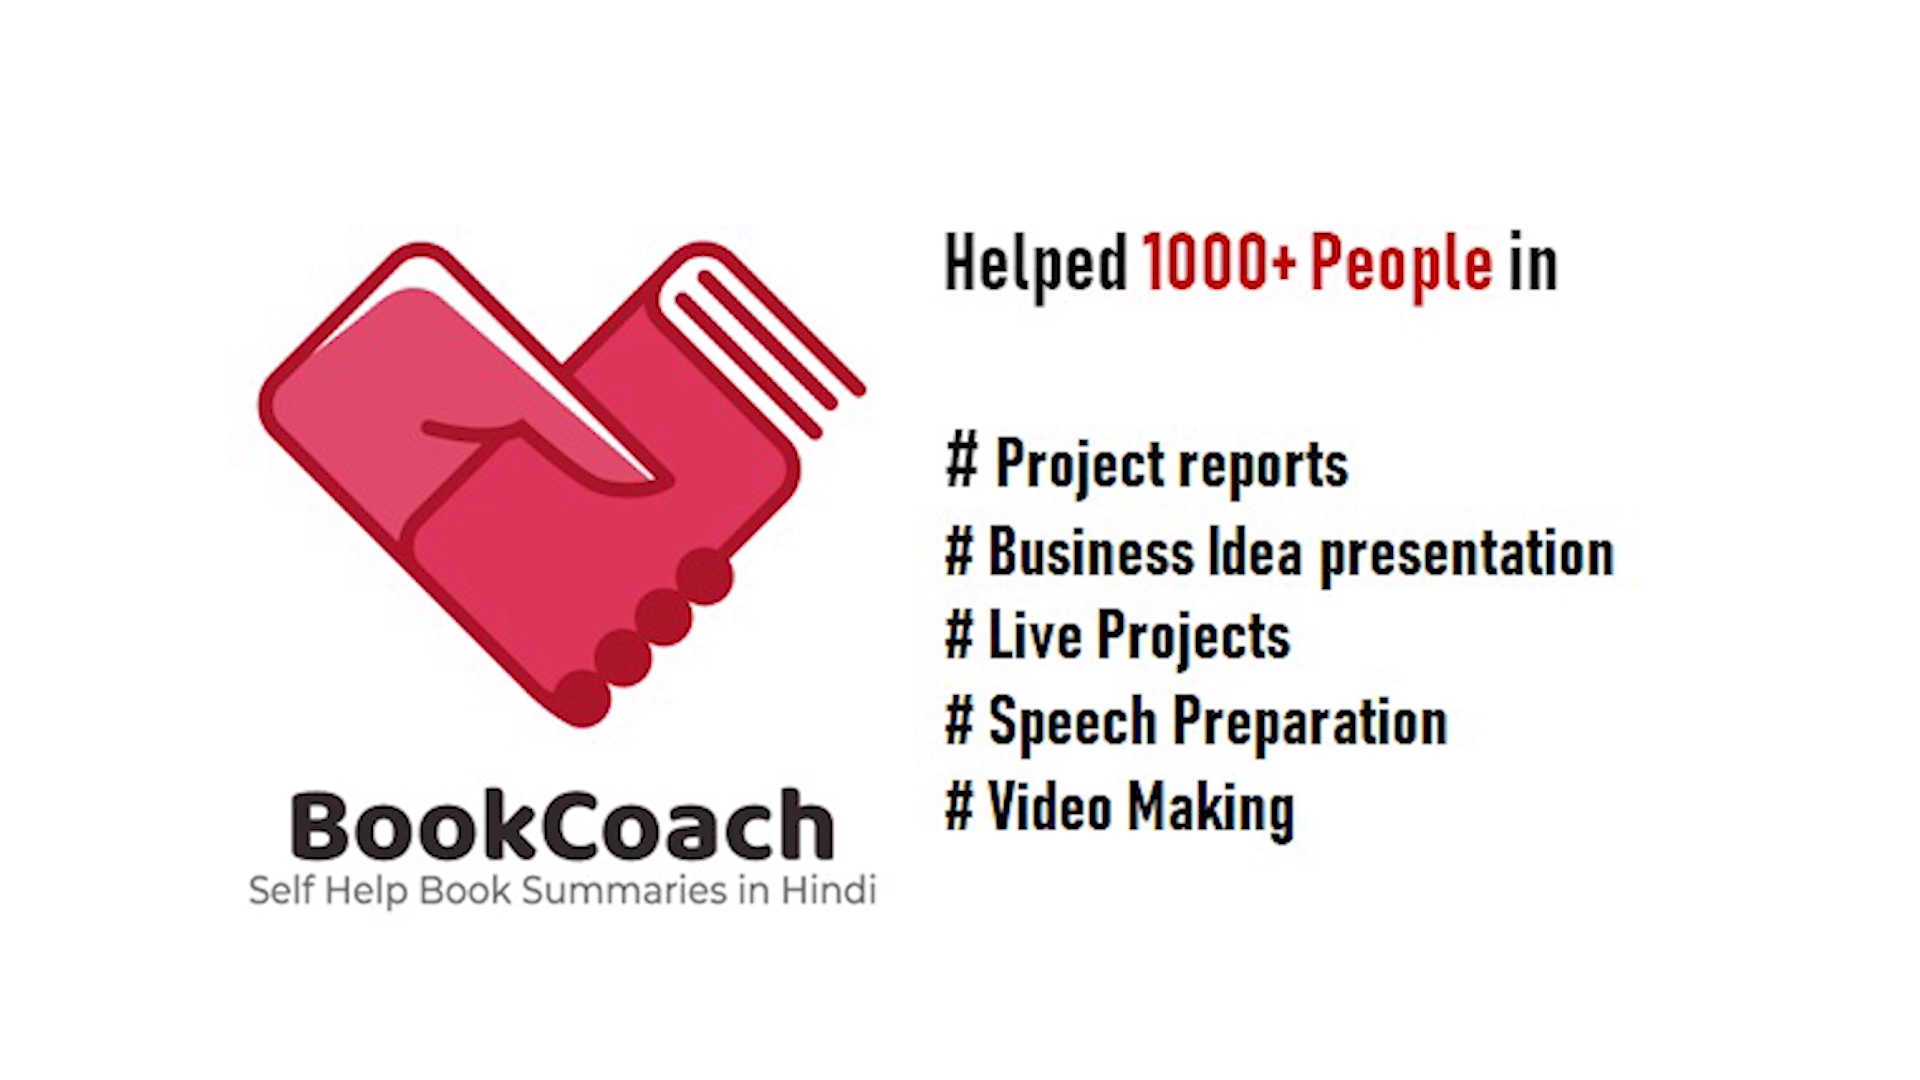 BookCoach
Self Help Book Summaries in Hindi
Helped 1000+ People in
# Project reports
# Business Idea presentation
# Live Projects
# Speech Preparation
# Video Making